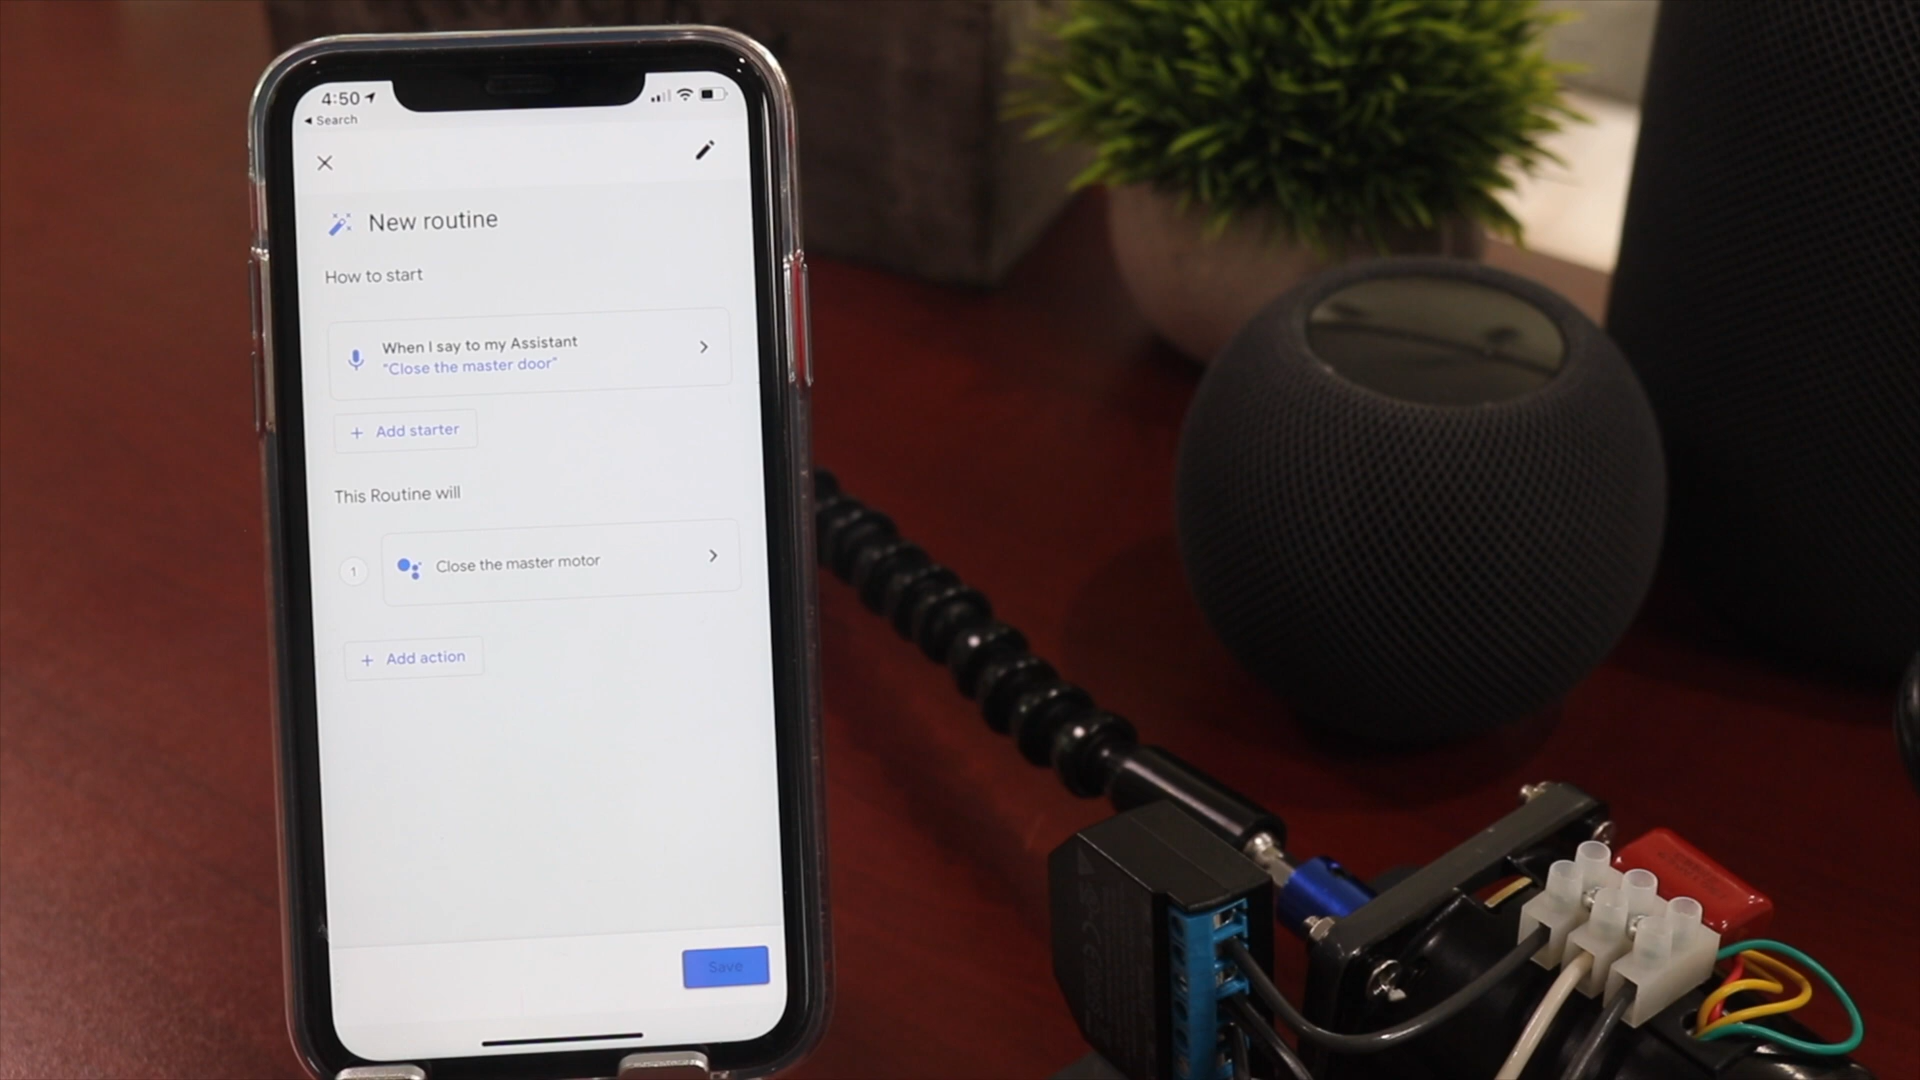 4:50
Search
New routine
How to start
When I say to my Assistant
"Close the master door"
+ Add starter
This Routine will
1
Close the master motor
+ Add action
Save